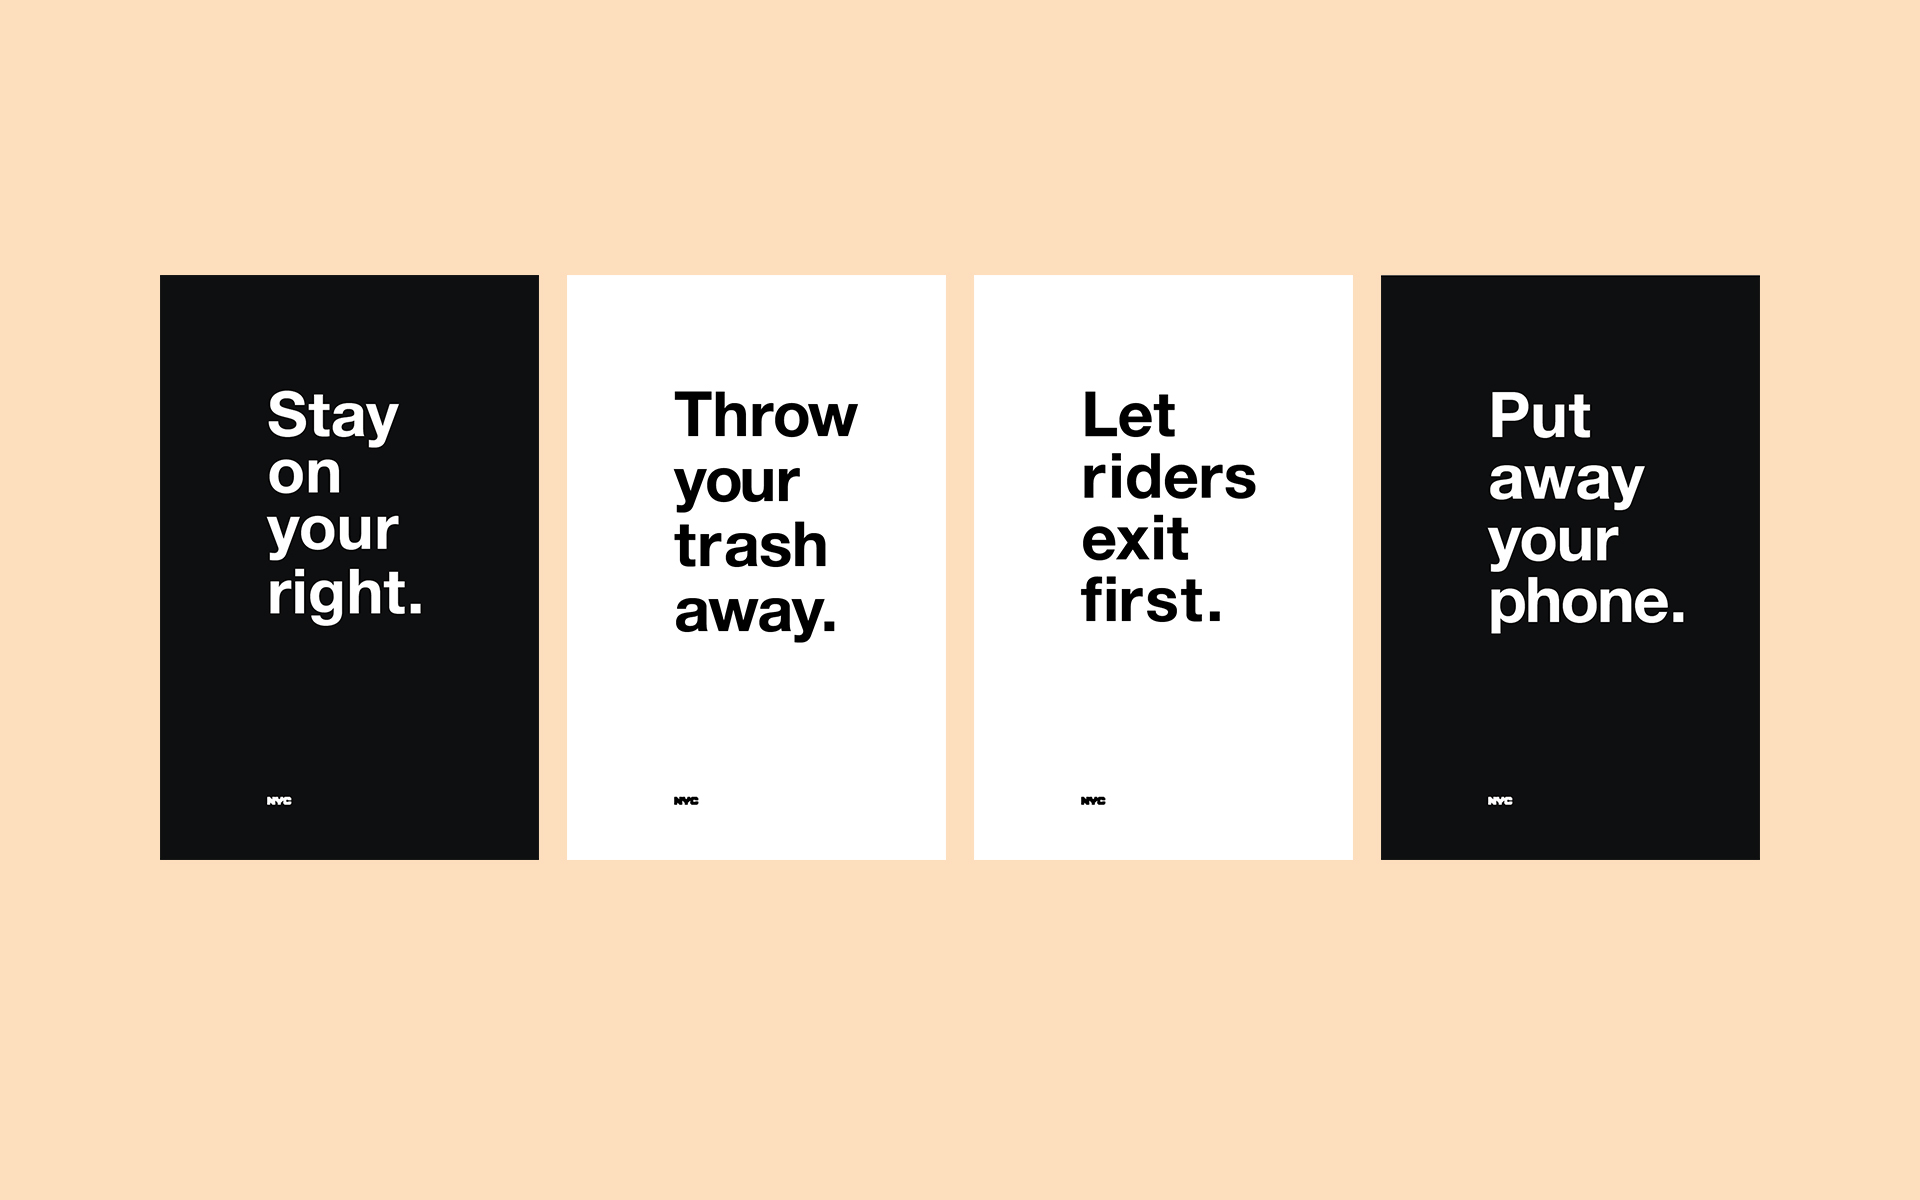 Stay
on
your
right.
NYC
Throw
your
trash
away.
NYC
Let
riders
exit
first.
NYC
Put
away
your
phone.
NYC